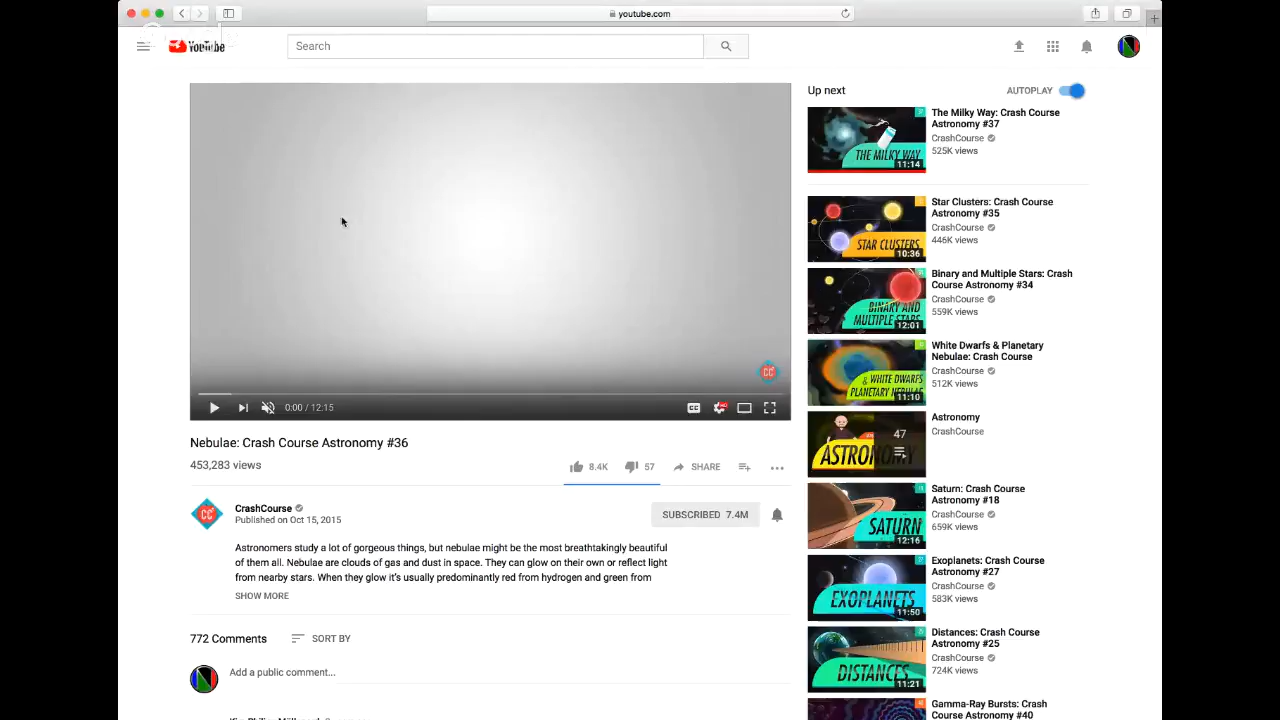 youtube.com
YouTube
Search
Up next
AUTOPLAY
THE MILKY WAY
11:14
The Milky Way: Crash Course
Astronomy #37
CrashCourse
525K views
STAR CLUSTERS
10:36
Star Clusters: Crash Course
Astronomy #35
CrashCourse
446K views
BINARY AND
MULTIPLE STARS
12:01
Binary and Multiple Stars: Crash
Course Astronomy #34
CrashCourse
559K views
& WHITE DWARFS
PLANETARY NEBULAE
11:10
White Dwarfs & Planetary
Nebulae: Crash Course
CrashCourse
512K views
ASTRONOMY
47
Astronomy
CrashCourse
SATURN
12:16
Saturn: Crash Course
Astronomy #18
CrashCourse
659K views
EXOPLANETS
11:50
Exoplanets: Crash Course
Astronomy #27
CrashCourse
583K views
DISTANCES
11:21
Distances: Crash Course
Astronomy #25
CrashCourse
724K views
Gamma-Ray Bursts: Crash
Course Astronomy #40
CC
0:00 / 12:15
CC
Nebulae: Crash Course Astronomy #36
453,283 views
8.4K
57
SHARE
CC
CrashCourse
Published on Oct 15, 2015
SUBSCRIBED 7.4M
Astronomers study a lot of gorgeous things, but nebulae might be the most breathtakingly beautiful
of them all. Nebulae are clouds of gas and dust in space. They can glow on their own or reflect light
from nearby stars. When they glow it's usually predominantly red from hydrogen and green from
SHOW MORE
772 Comments
SORT BY
Add a public comment...